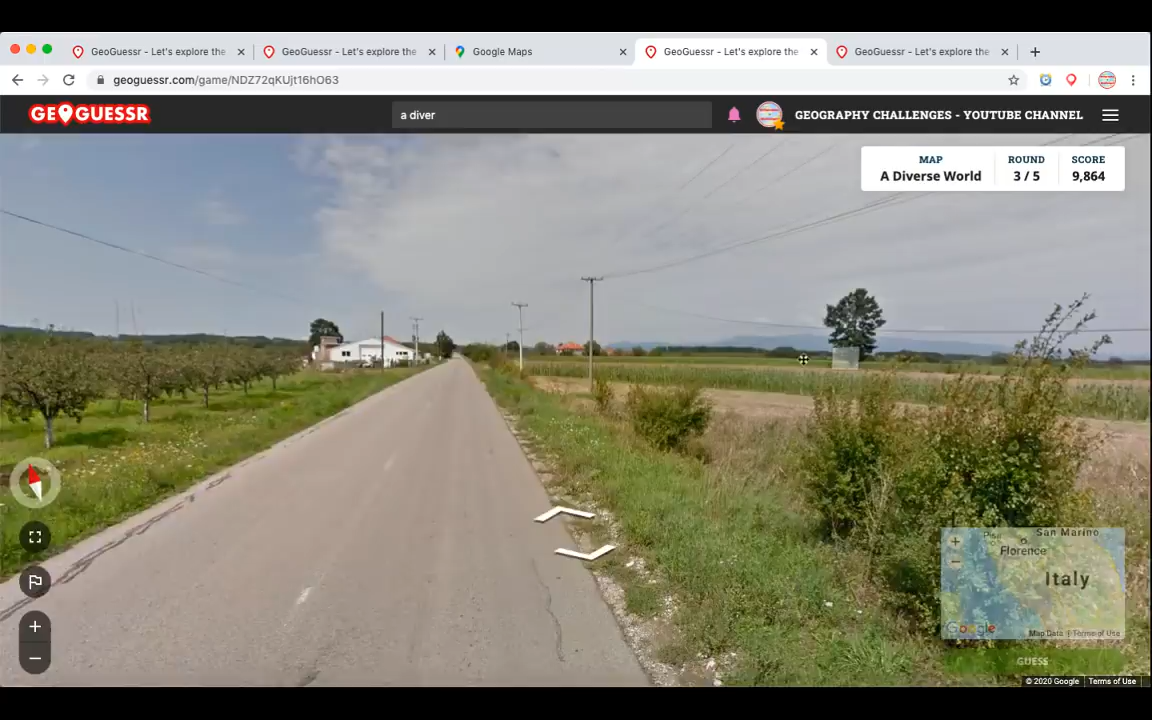 GeoGuessr - Let's explore the
GeoGuessr - Let's explore the
Google Maps
GeoGuessr - Let's explore the
GeoGuessr - Let's explore the
geoguessr.com/game/NDZ72qKUjt16hO63
GEOGUESSR
a diver
GEOGRAPHY CHALLENGES - YOUTUBE CHANNEL
MAP ROUND SCORE
A Diverse World 3 / 5 9,864
San Marino
Pisa
Florence
Italy
Google
Map Data Terms of Use
GUESS
© 2020 Google Terms of Use